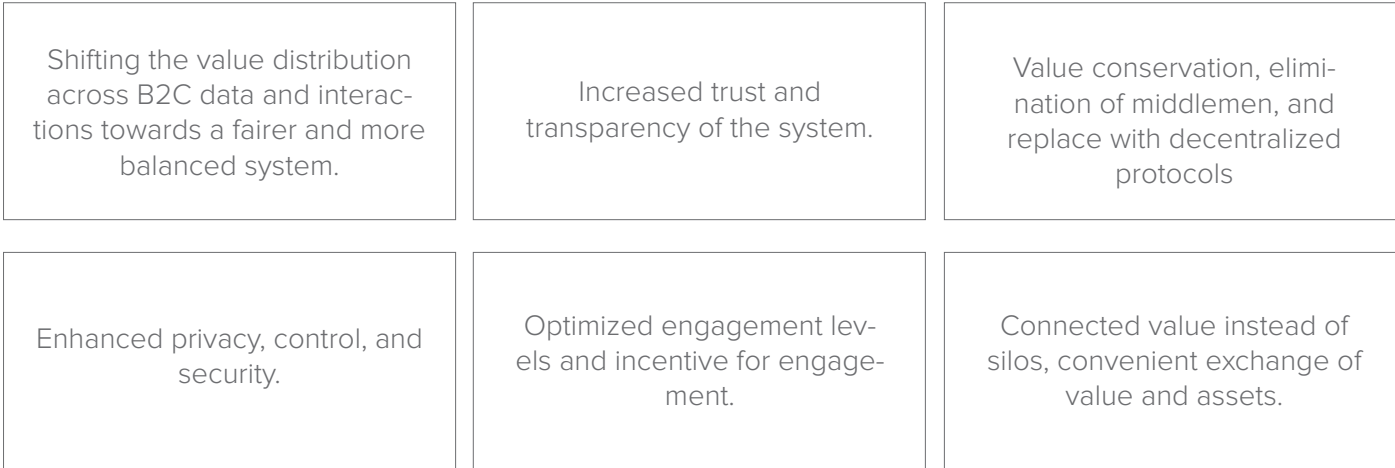 Shifting the value distribution
across B2C data and interac-
tions towards a fairer and more
balanced system.
Increased trust and
transparency of the system.
Value conservation, elimi-
nation of middlemen, and
replace with decentralized
protocols
Enhanced privacy, control, and
security.
Optimized engagement lev-
els and incentive for engage-
ment.
Connected value instead of
silos, convenient exchange of
value and assets.